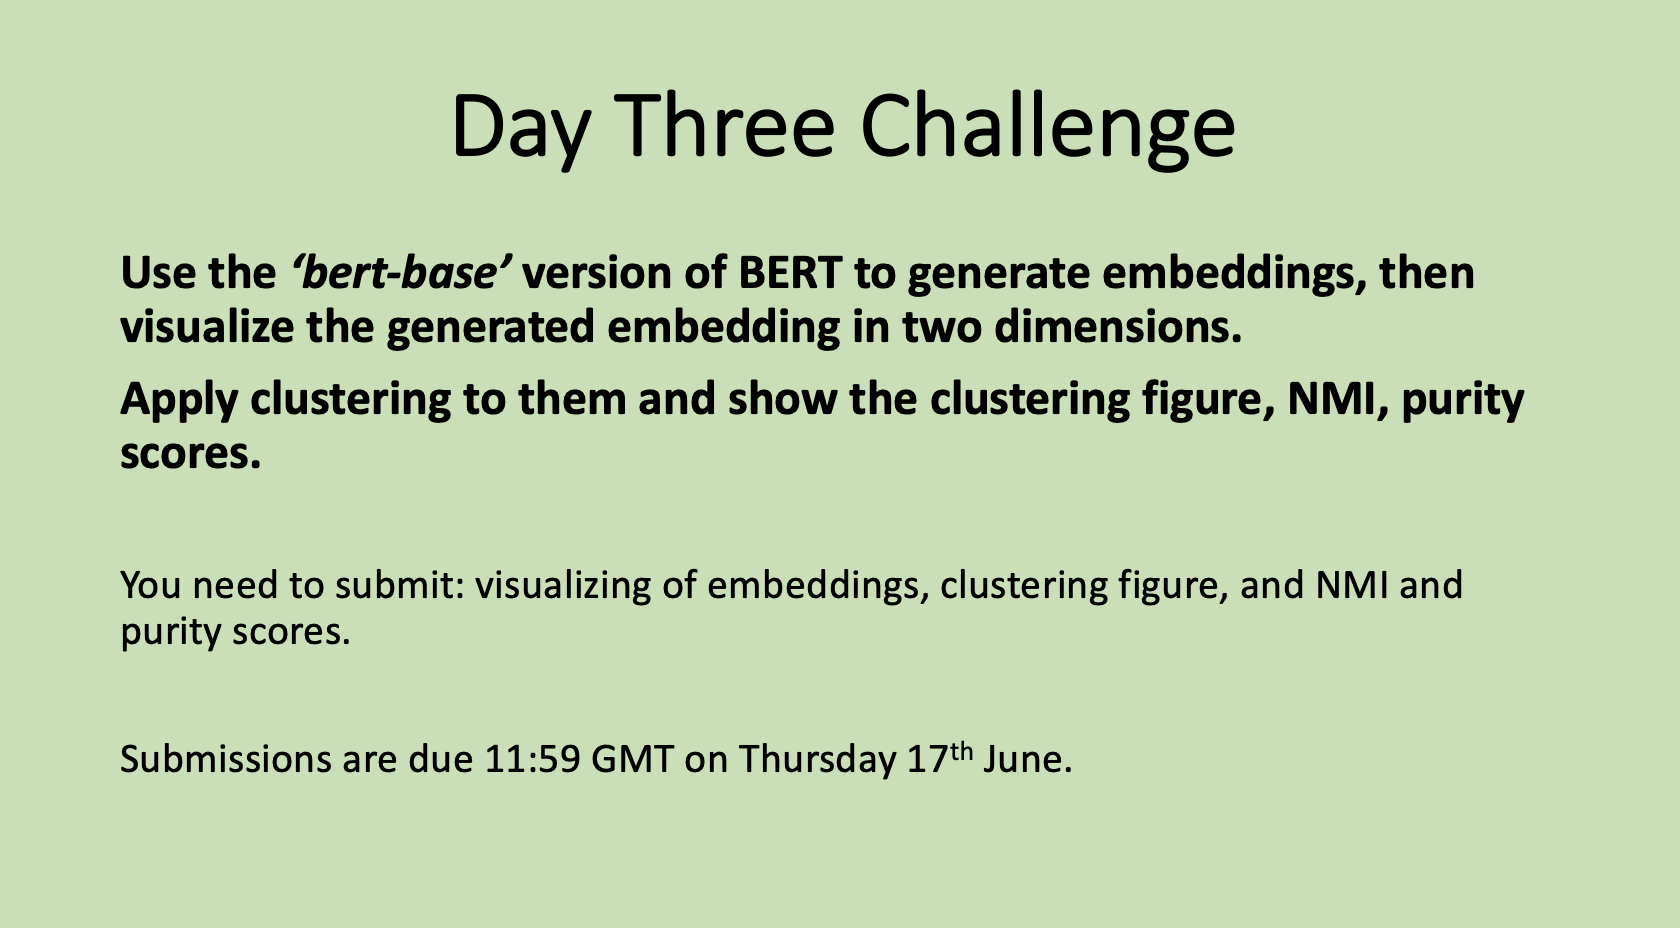 Day Three Challenge
Use the ‘bert-base’ version of BERT to generate embeddings, then
visualize the generated embedding in two dimensions.
Apply clustering to them and show the clustering figure, NMI, purity
scores.
You need to submit: visualizing of embeddings, clustering figure, and NMI and
purity scores.
Submissions are due 11:59 GMT on Thursday 17th June.